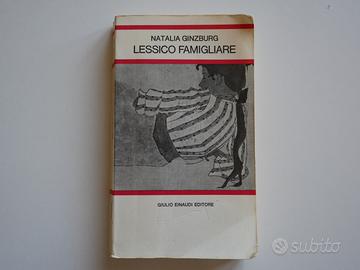 NATALIA GINZBURG
LESSICO FAMIGLIARE
GIULIO EINAUDI EDITORE
subito